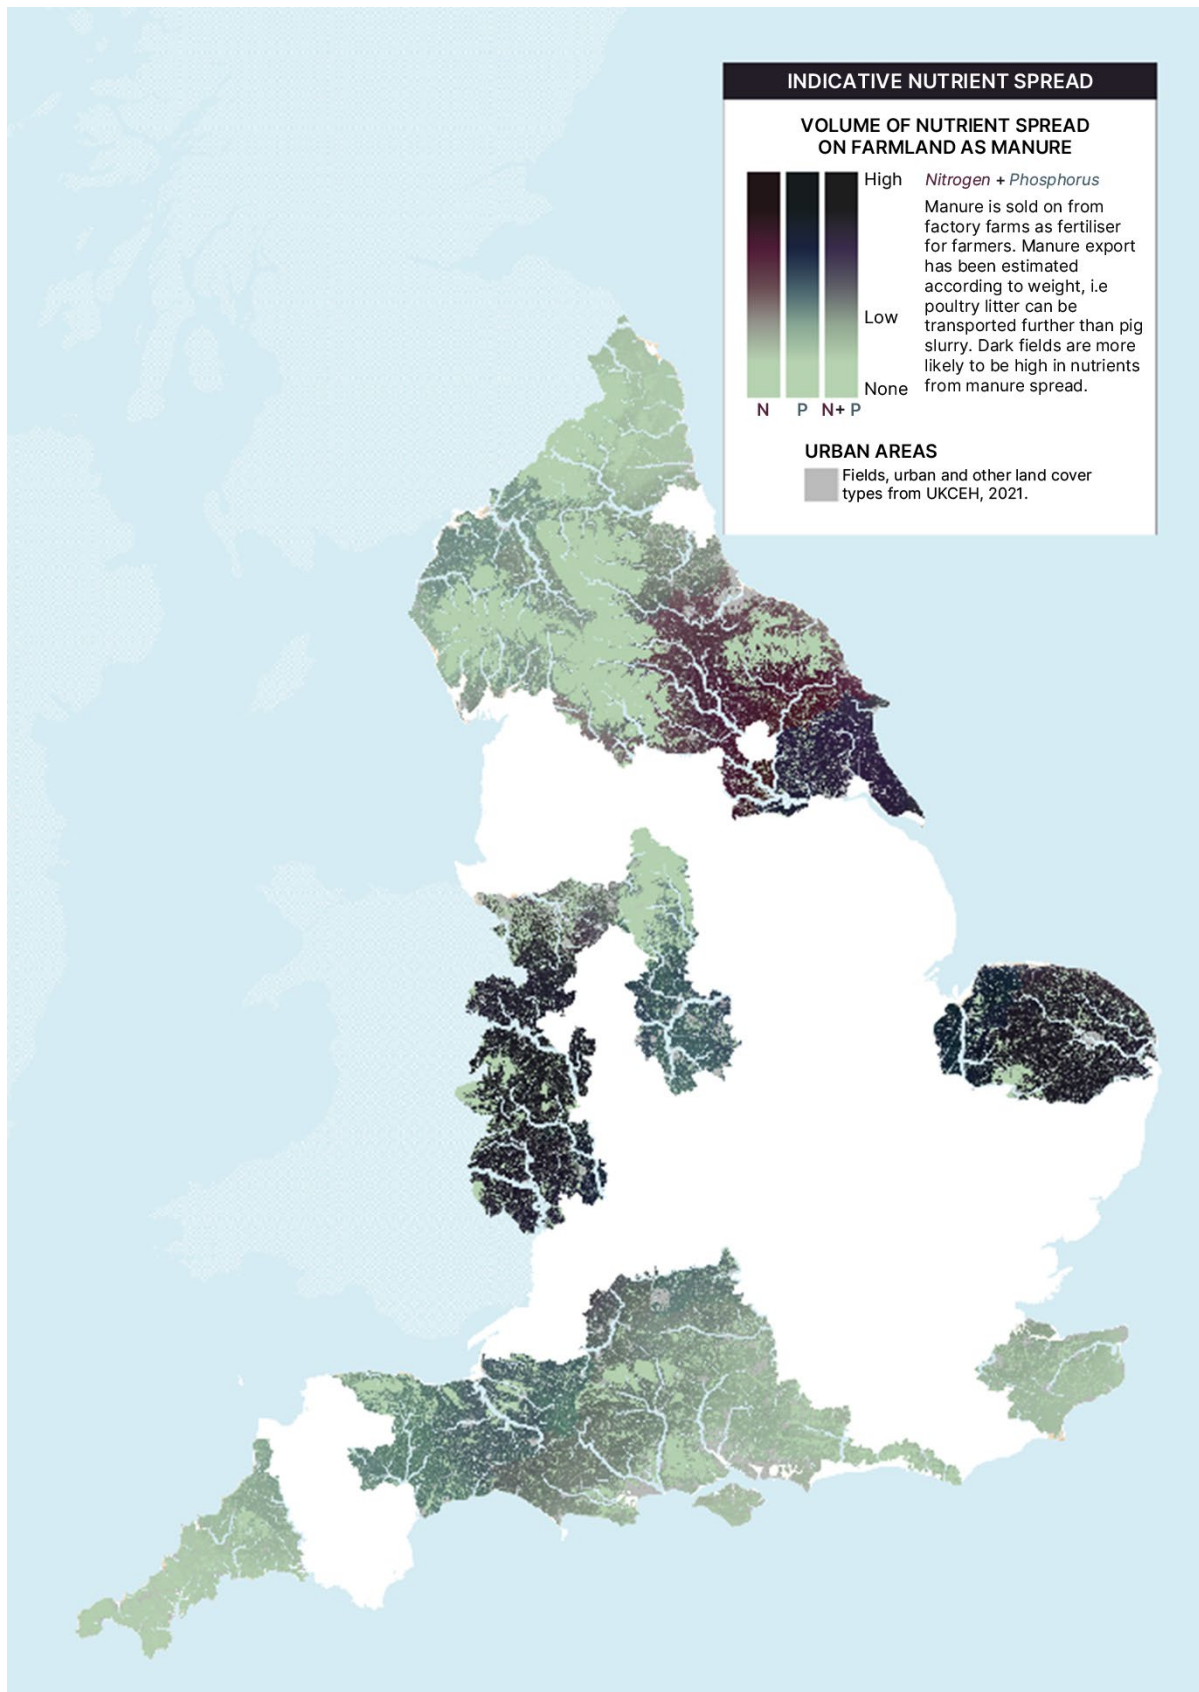 INDICATIVE NUTRIENT SPREAD
VOLUME OF NUTRIENT SPREAD
ON FARMLAND AS MANURE
High
Low
None
N
P
N+ P
Nitrogen + Phosphorus
Manure is sold on from
factory farms as fertiliser
for farmers. Manure export
has been estimated
according to weight, i.e
poultry litter can be
transported further than pig
slurry. Dark fields are more
likely to be high in nutrients
from manure spread.
URBAN AREAS
Fields, urban and other land cover
types from UKCEH, 2021.